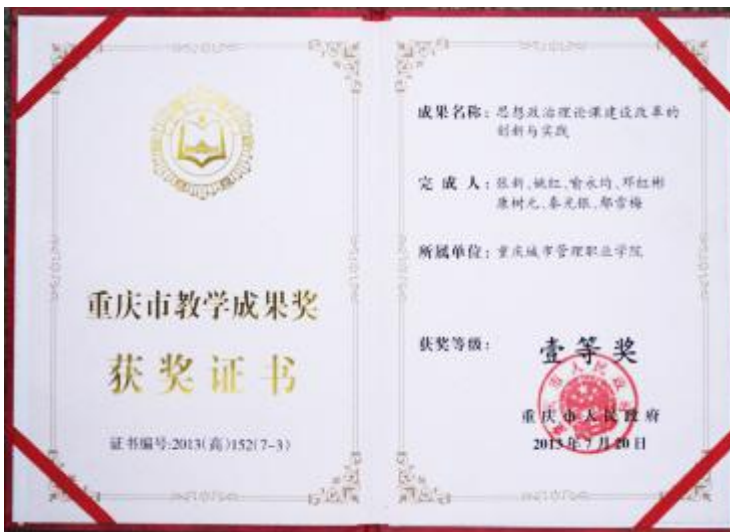 重庆市教学成果奖
获奖证书
证书编号:2013(高)152(7-3)
成果名称：思想政治理论课建设改革的
创新与实践
完成人：张新、姚红、喻永均、邓红彬
康树元、秦光银、鄢雪梅
所属单位：重庆城市管理职业学院
获奖等级：
壹等奖
重庆市人民政府
2013年7月20日